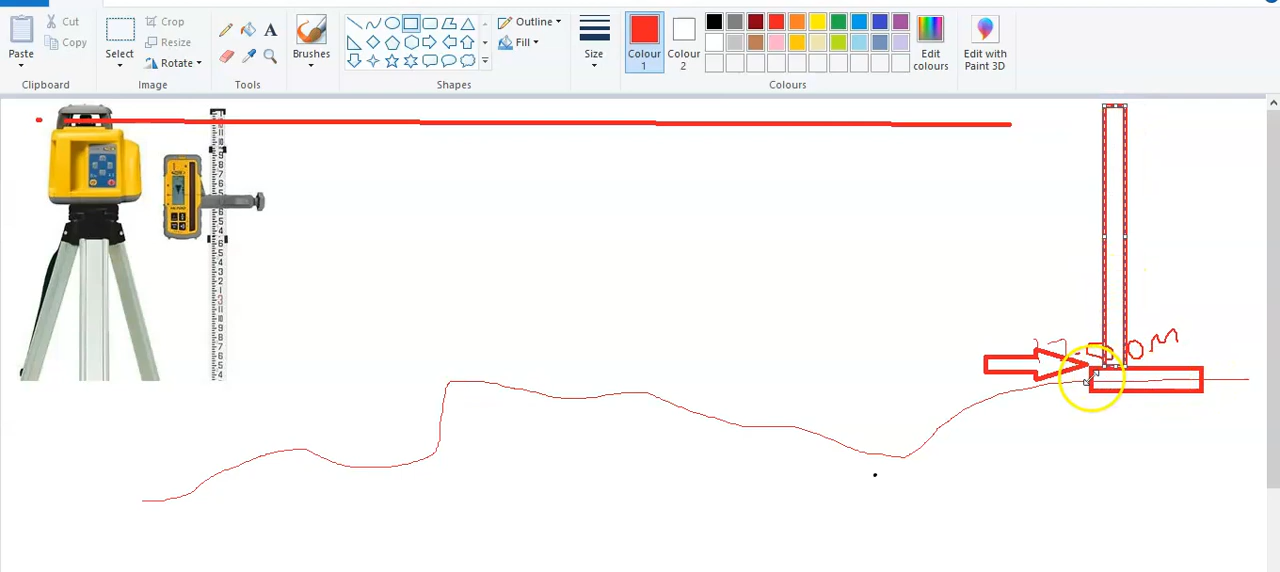 Cut
Copy
Paste
Clipboard
Select
Crop
Resize
Rotate
Image
Tools
Brushes
Outline
Fill
Shapes
Size
Colour 1
Colour 2
Edit colours
Edit with Paint 3D
Colours